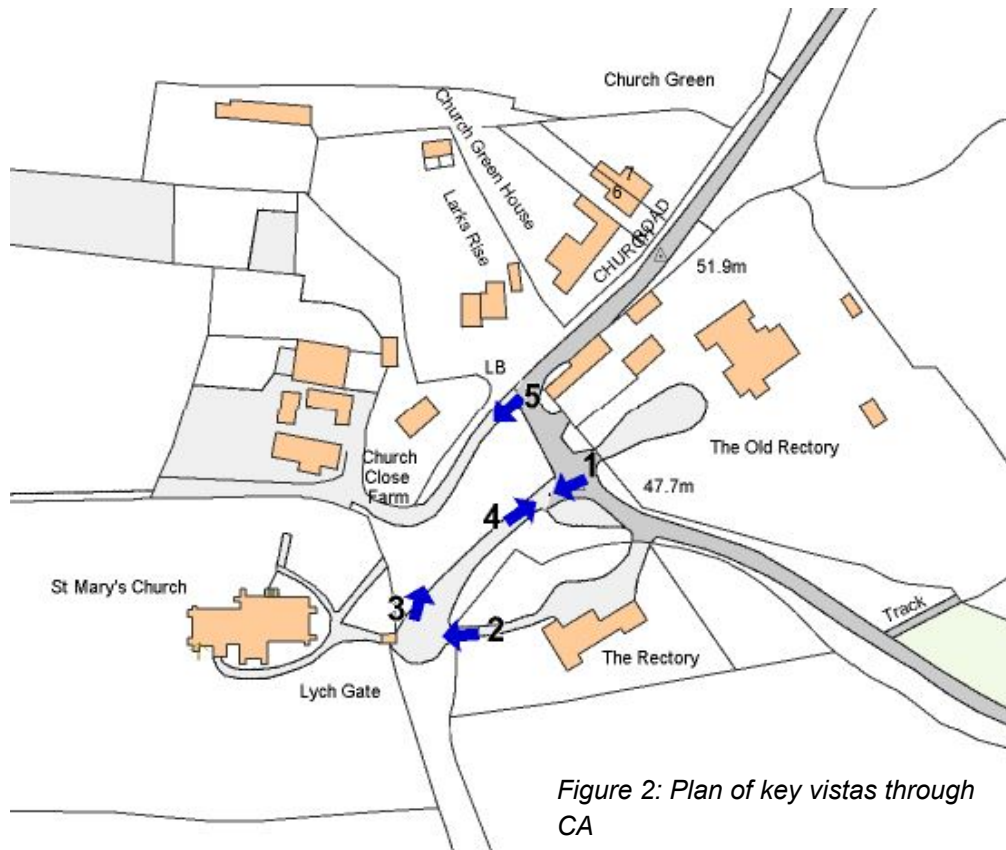 Church Green
Church Green House
7
6
Larks Rise
CHURCH ROAD
51.9m
LB
5
The Old Rectory
1
Church
Close
Farm
47.7m
4
St Mary's Church
3
2
Track
The Rectory
Lych Gate
Figure 2: Plan of key vistas through
CA